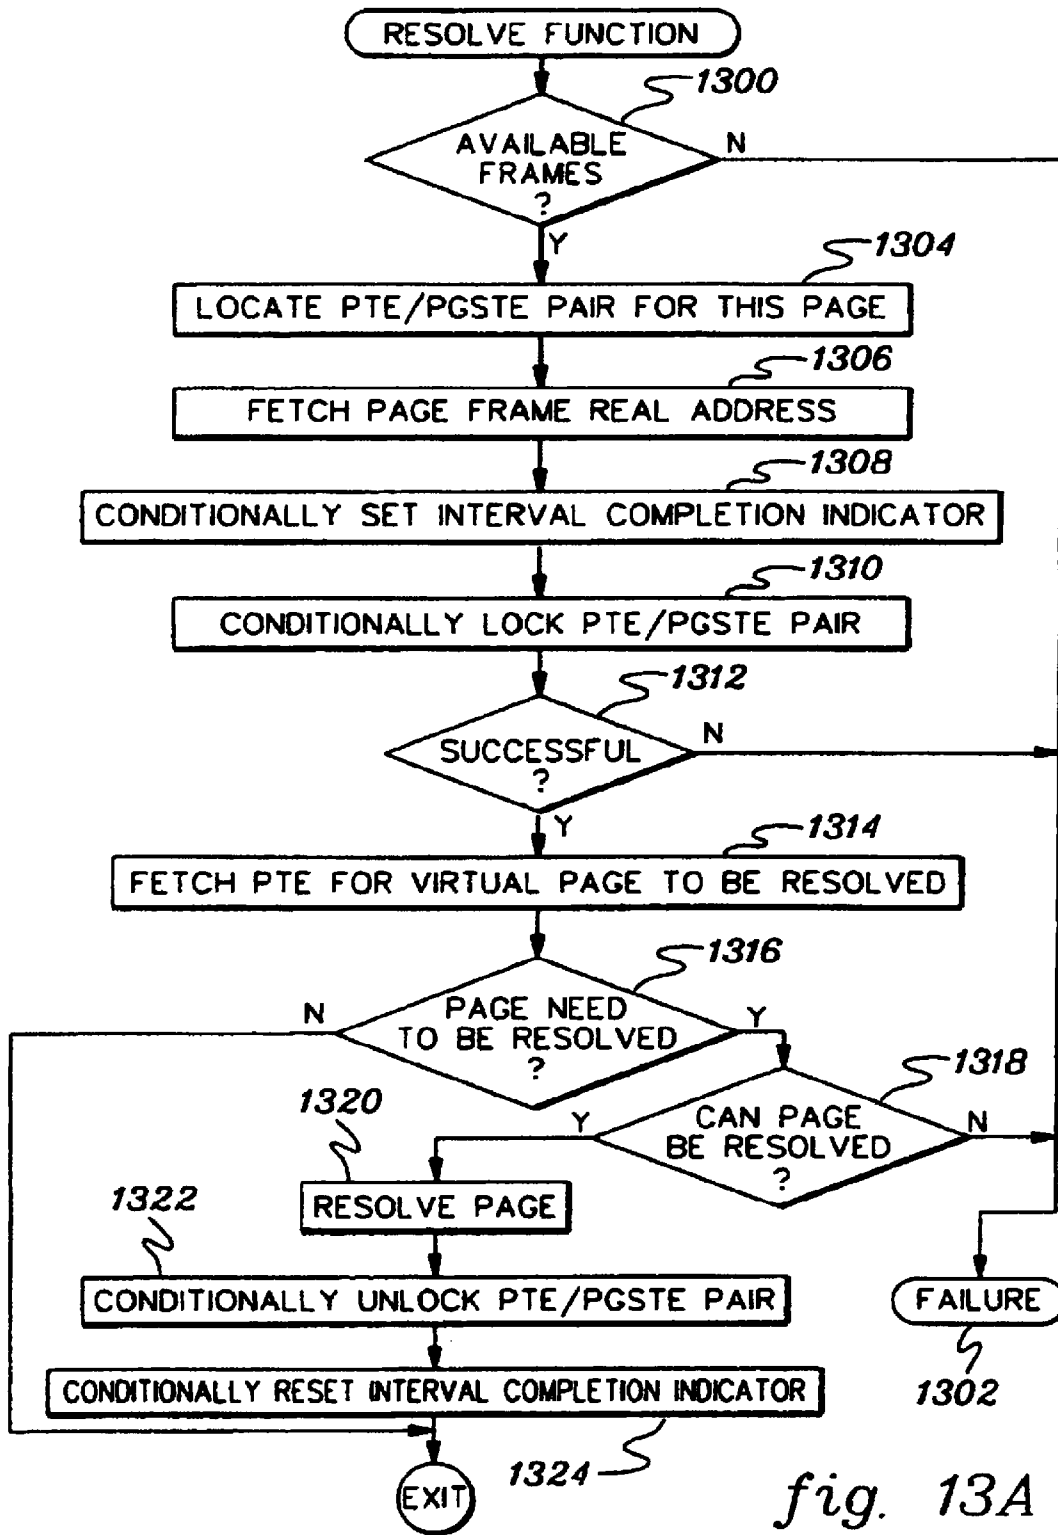 RESOLVE FUNCTION
1300
AVAILABLE
FRAMES
?
N
Y
1304
LOCATE PTE/PGSTE PAIR FOR THIS PAGE
1306
FETCH PAGE FRAME REAL ADDRESS
1308
CONDITIONALLY SET INTERVAL COMPLETION INDICATOR
1310
CONDITIONALLY LOCK PTE/PGSTE PAIR
1312
SUCCESSFUL
?
N
Y
1314
FETCH PTE FOR VIRTUAL PAGE TO BE RESOLVED
1316
PAGE NEED
TO BE RESOLVED
?
N
Y
1318
CAN PAGE
BE RESOLVED
?
Y
N
1320
RESOLVE PAGE
1322
CONDITIONALLY UNLOCK PTE/PGSTE PAIR
FAILURE
1302
CONDITIONALLY RESET INTERVAL COMPLETION INDICATOR
1324
EXIT
fig. 13A